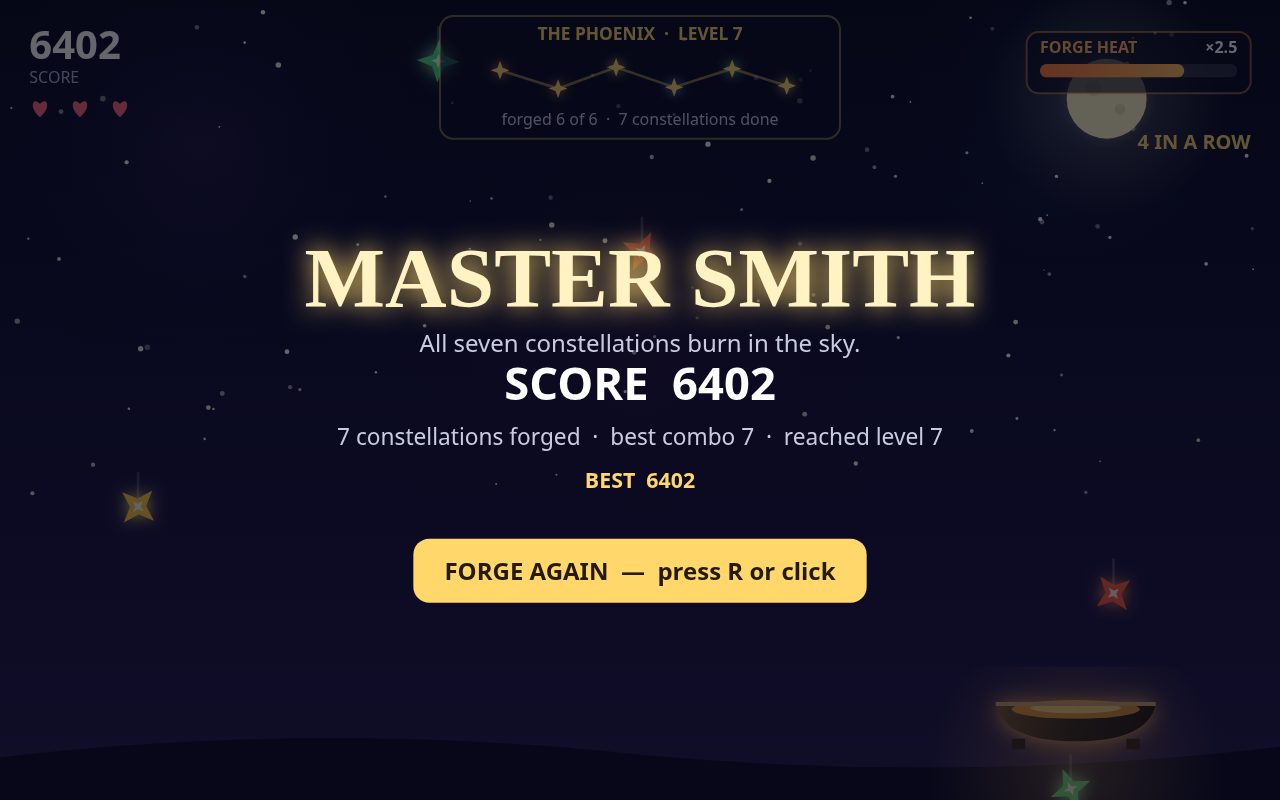 6402
SCORE
THE PHOENIX · LEVEL 7
forged 6 of 6 · 7 constellations done
FORGE HEAT ×2.5
4 IN A ROW
MASTER SMITH
All seven constellations burn in the sky.
SCORE 6402
7 constellations forged · best combo 7 · reached level 7
BEST 6402
FORGE AGAIN — press R or click